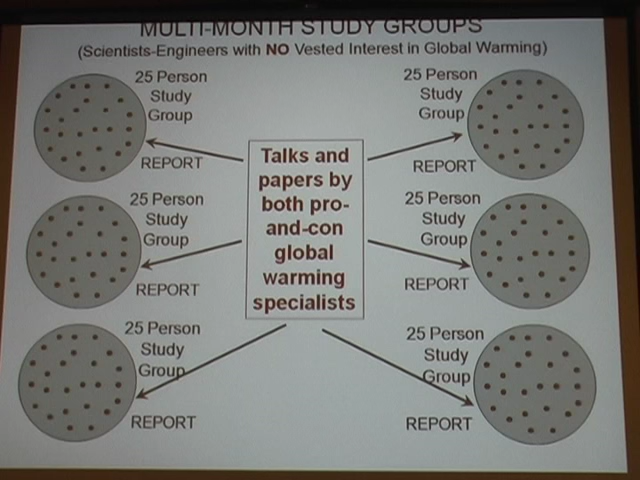 MULTI-MONTH STUDY GROUPS
(Scientists-Engineers with NO Vested Interest in Global Warming)
25 Person
Study
Group
REPORT
25 Person
Study
Group
REPORT
Talks and
papers by
both pro-
and-con
global
warming
specialists
25 Person
Study
Group
REPORT
25 Person
Study
Group
REPORT
25 Person
Study
Group
REPORT
25 Person
Study
Group
REPORT